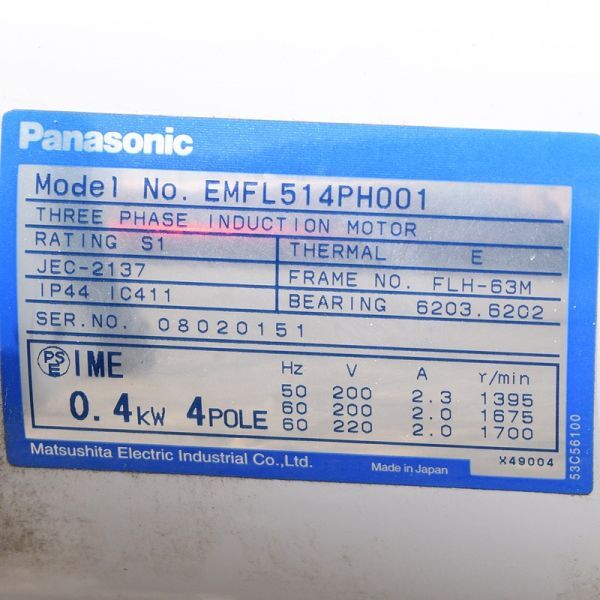 Panasonic
Model No. EMFL514PH001
THREE PHASE INDUCTION MOTOR
RATING S1
THERMAL E
JEC-2137
FRAME NO. FLH-63M
IP44 IC411
BEARING 6203.6202
SER.NO. 08020151
PS E IME
0.4kW 4POLE
Hz V A r/min
50 200 2.3 1395
60 200 2.0 1675
60 220 2.0 1700
Matsushita Electric Industrial Co.,Ltd.
Made in Japan
X49004
53C56100